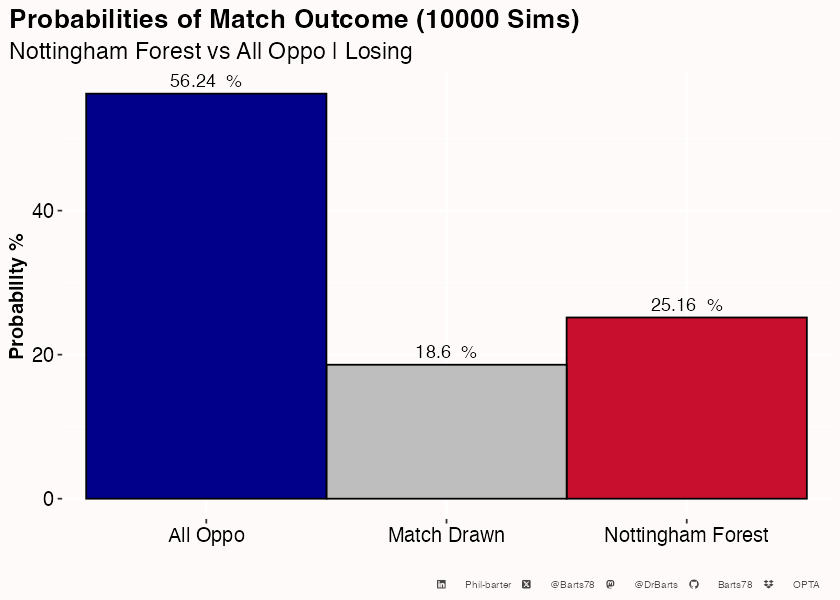 Probabilities of Match Outcome (10000 Sims)
Nottingham Forest vs All Oppo | Losing
56.24 %
40
25.16 %
18.6 %
20
0
Probability %
All Oppo
Match Drawn
Nottingham Forest
Phil-barter @Barts78 @DrBarts Barts78 OPTA